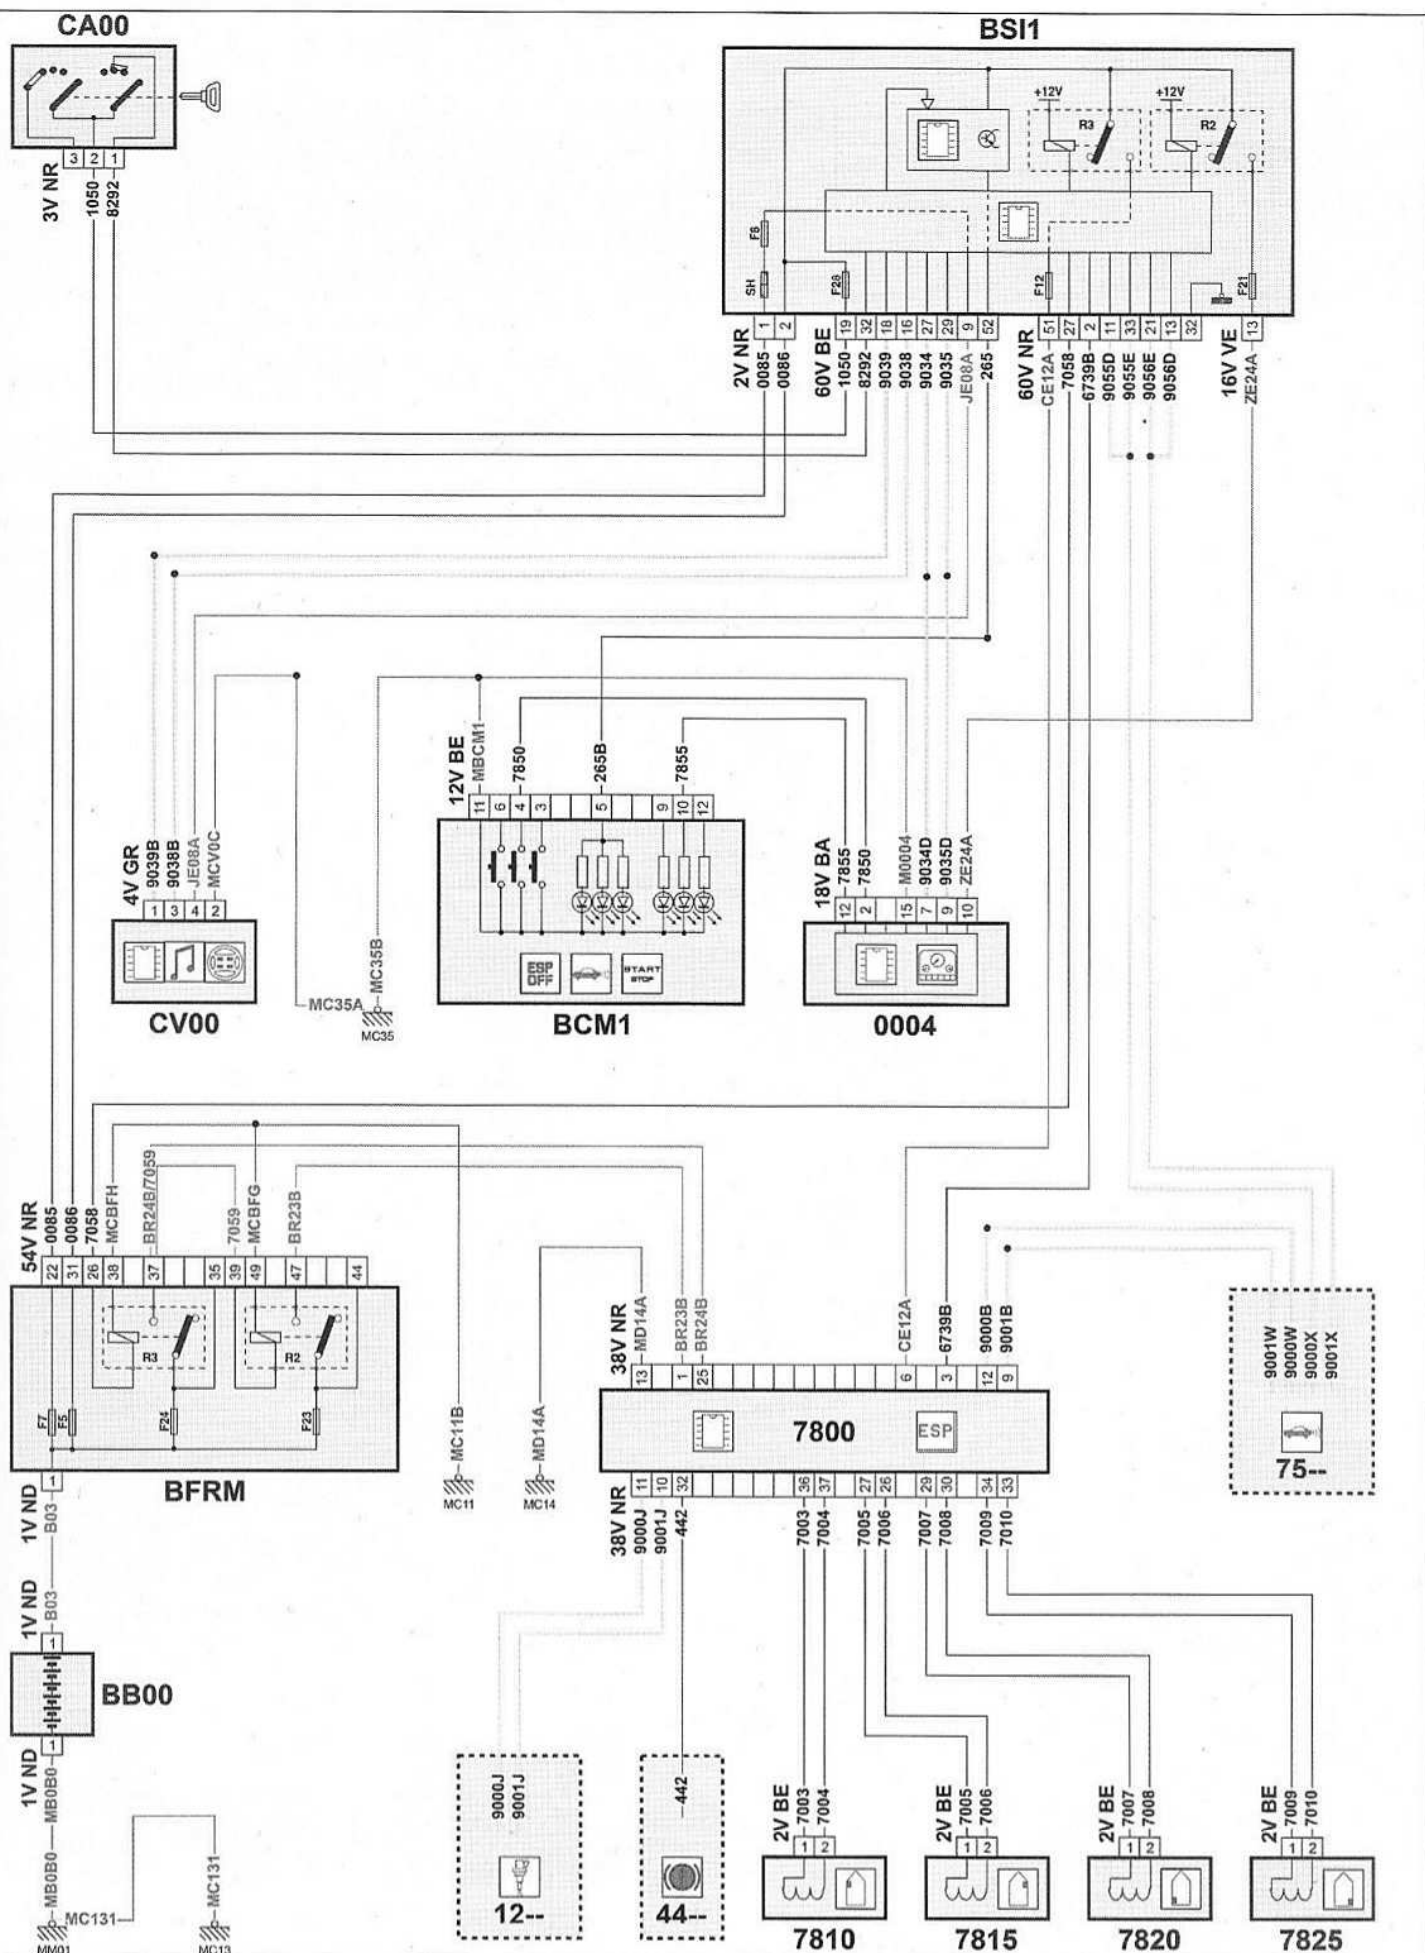 CA00
BSI1
+12V
+12V
R3
R2
3 2 1
3V NR
1050
8292
F8
SH
F28
F12
F21
1 2
19 32 18 16 27 29 9 52
51 27 2 11 33 21 13 32
13
2V NR
0085
0086
60V BE
1050
8292
9039
9038
9034
9035
JE08A
265
60V NR
CE12A
7058
6739B
9055D
9055E
9056E
9056D
16V VE
ZE24A
4V GR
9039B
9038B
JE08A
MCV0C
1 3 4 2
CV00
MC35A
MC35B
MC35
12V BE
MBCM1
7850
265B
7855
11 6 4 3 5 9 10 12
ESP OFF
START STOP
BCM1
18V BA
7855
7850
M0004
9034D
9035D
ZE24A
12 2 15 7 9 10
0004
54V NR
0085
0086
7058
MCBFH
BR24B/7059
7059
MCBFG
BR23B
22 31 26 38 37 35 39 49 47 44
R3
R2
F7
F5
F24
F23
1
BFRM
MC11B
MC11
MD14A
MC14
38V NR
MD14A
BR23B
BR24B
CE12A
6739B
9000B
9001B
13 1 25 6 3 12 9
7800
ESP
11 10 32 36 37 27 26 29 30 34 33
38V NR
9000J
9001J
442
7003
7004
7005
7006
7007
7008
7009
7010
9001W
9000W
9000X
9001X
75--
1V ND
B03
1V ND
B03
1
BB00
1
1V ND
MB0B0
MB0B0
MC131
MM01
MC131
MC13
9000J
9001J
12--
442
44--
2V BE
7003
7004
1 2
7810
2V BE
7005
7006
1 2
7815
2V BE
7007
7008
1 2
7820
2V BE
7009
7010
1 2
7825